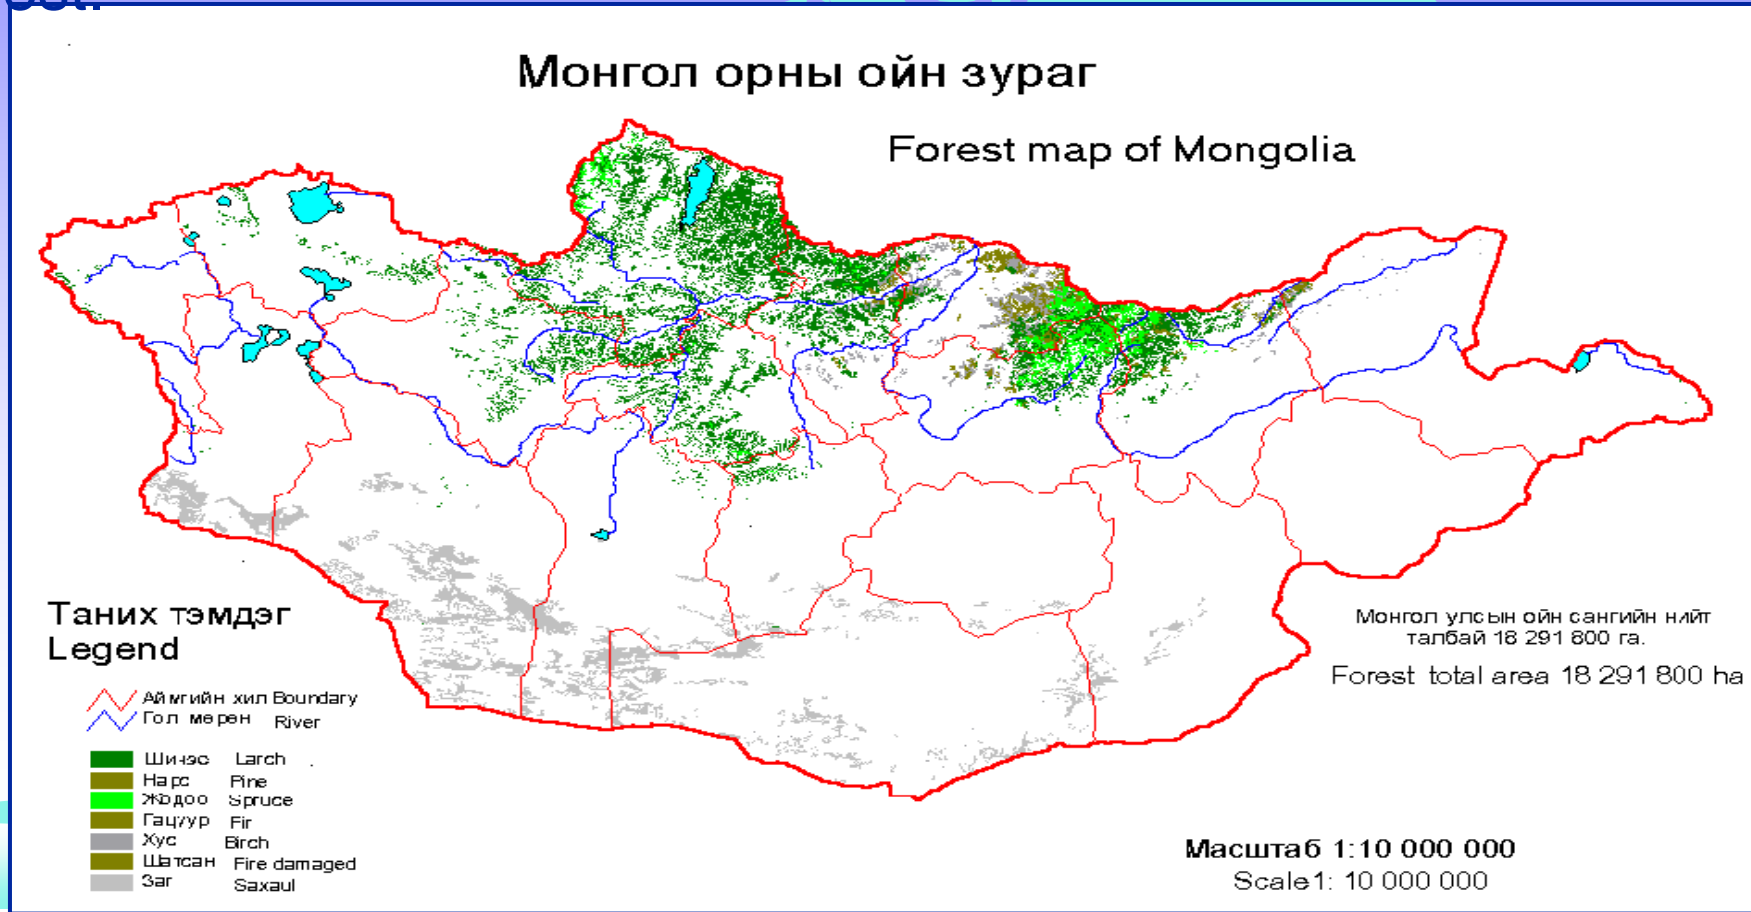 Монгол орны ойн зураг
Forest map of Mongolia
Таних тэмдэг
Legend
Аймгийн хил Boundary
Гол мөрөн River
Шинэс Larch
Нарс Pine
Жодоо Spruce
Гацуур Fir
Хус Birch
Шатсан Fire damaged
Заг Saxaul
Монгол улсын ойн сангийн нийт
талбай 18 291 800 га.
Forest total area 18 291 800 ha
Масштаб 1:10 000 000
Scale1: 10 000 000